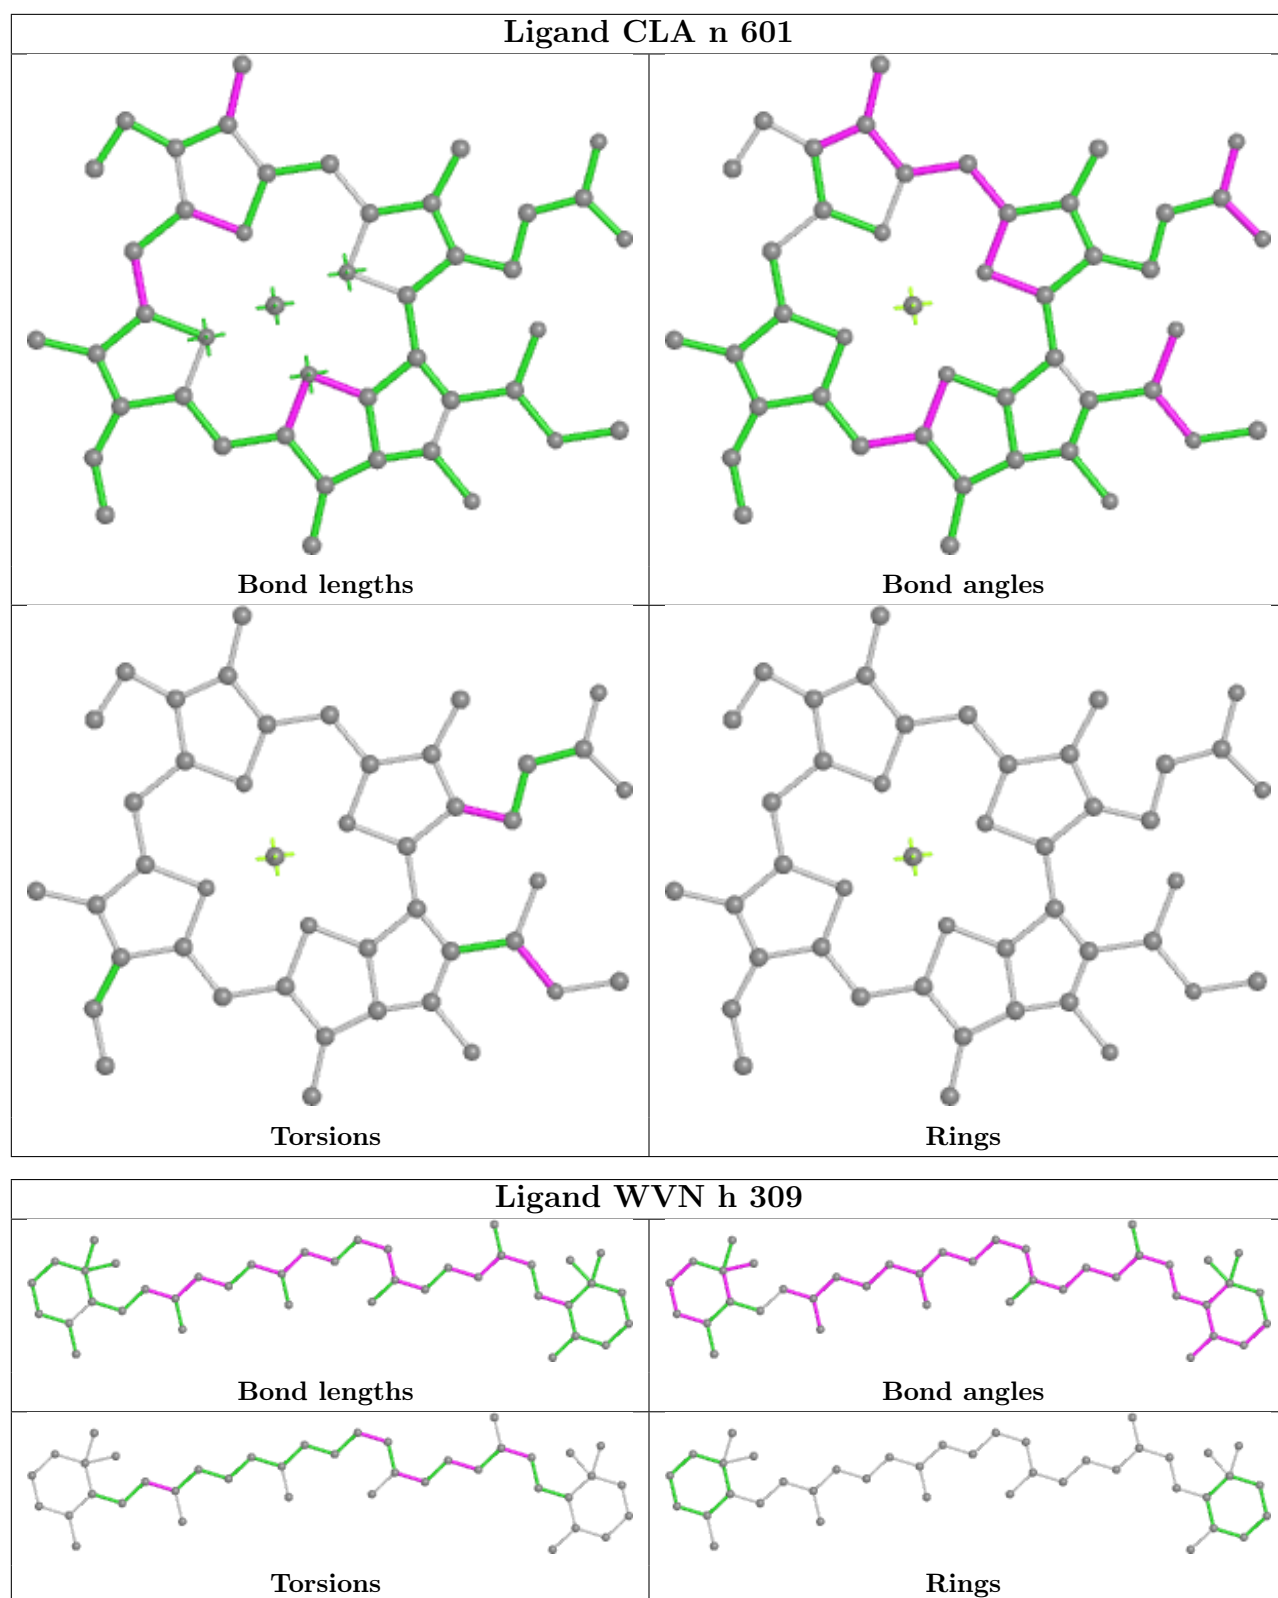 Ligand CLA n 601
Bond lengths
Bond angles
Torsions
Rings
Ligand WVN h 309
Bond lengths
Bond angles
Torsions
Rings